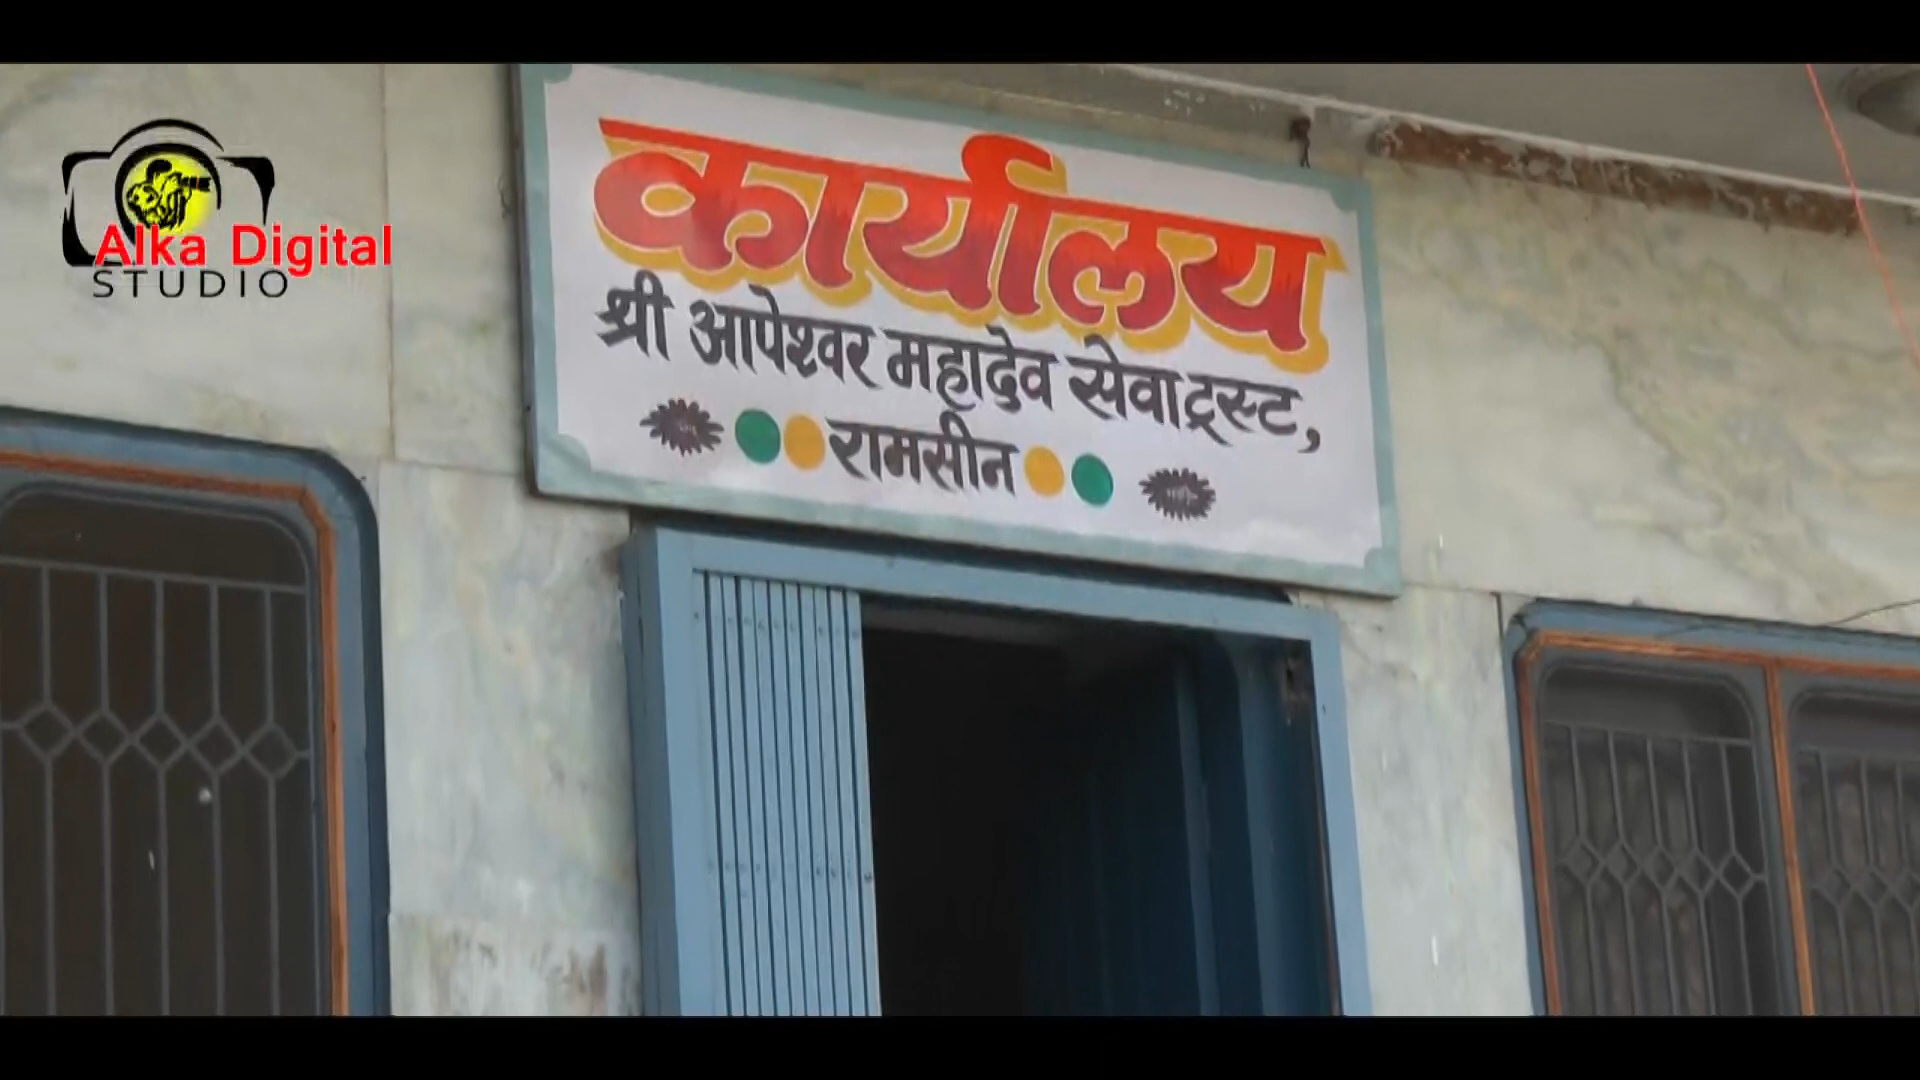 Alka Digital
STUDIO
कार्यालय
श्री आपेश्वर महादेव सेवा ट्रस्ट,
रामसीन